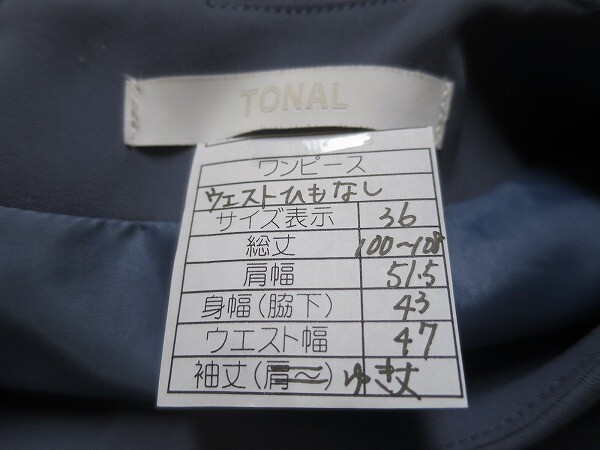 TONAL
ワンピース
ウェストひもなし
サイズ表示 36
総丈 100~108
肩幅 51.5
身幅(脇下) 43
ウエスト幅 47
袖丈(肩~) ゆき丈